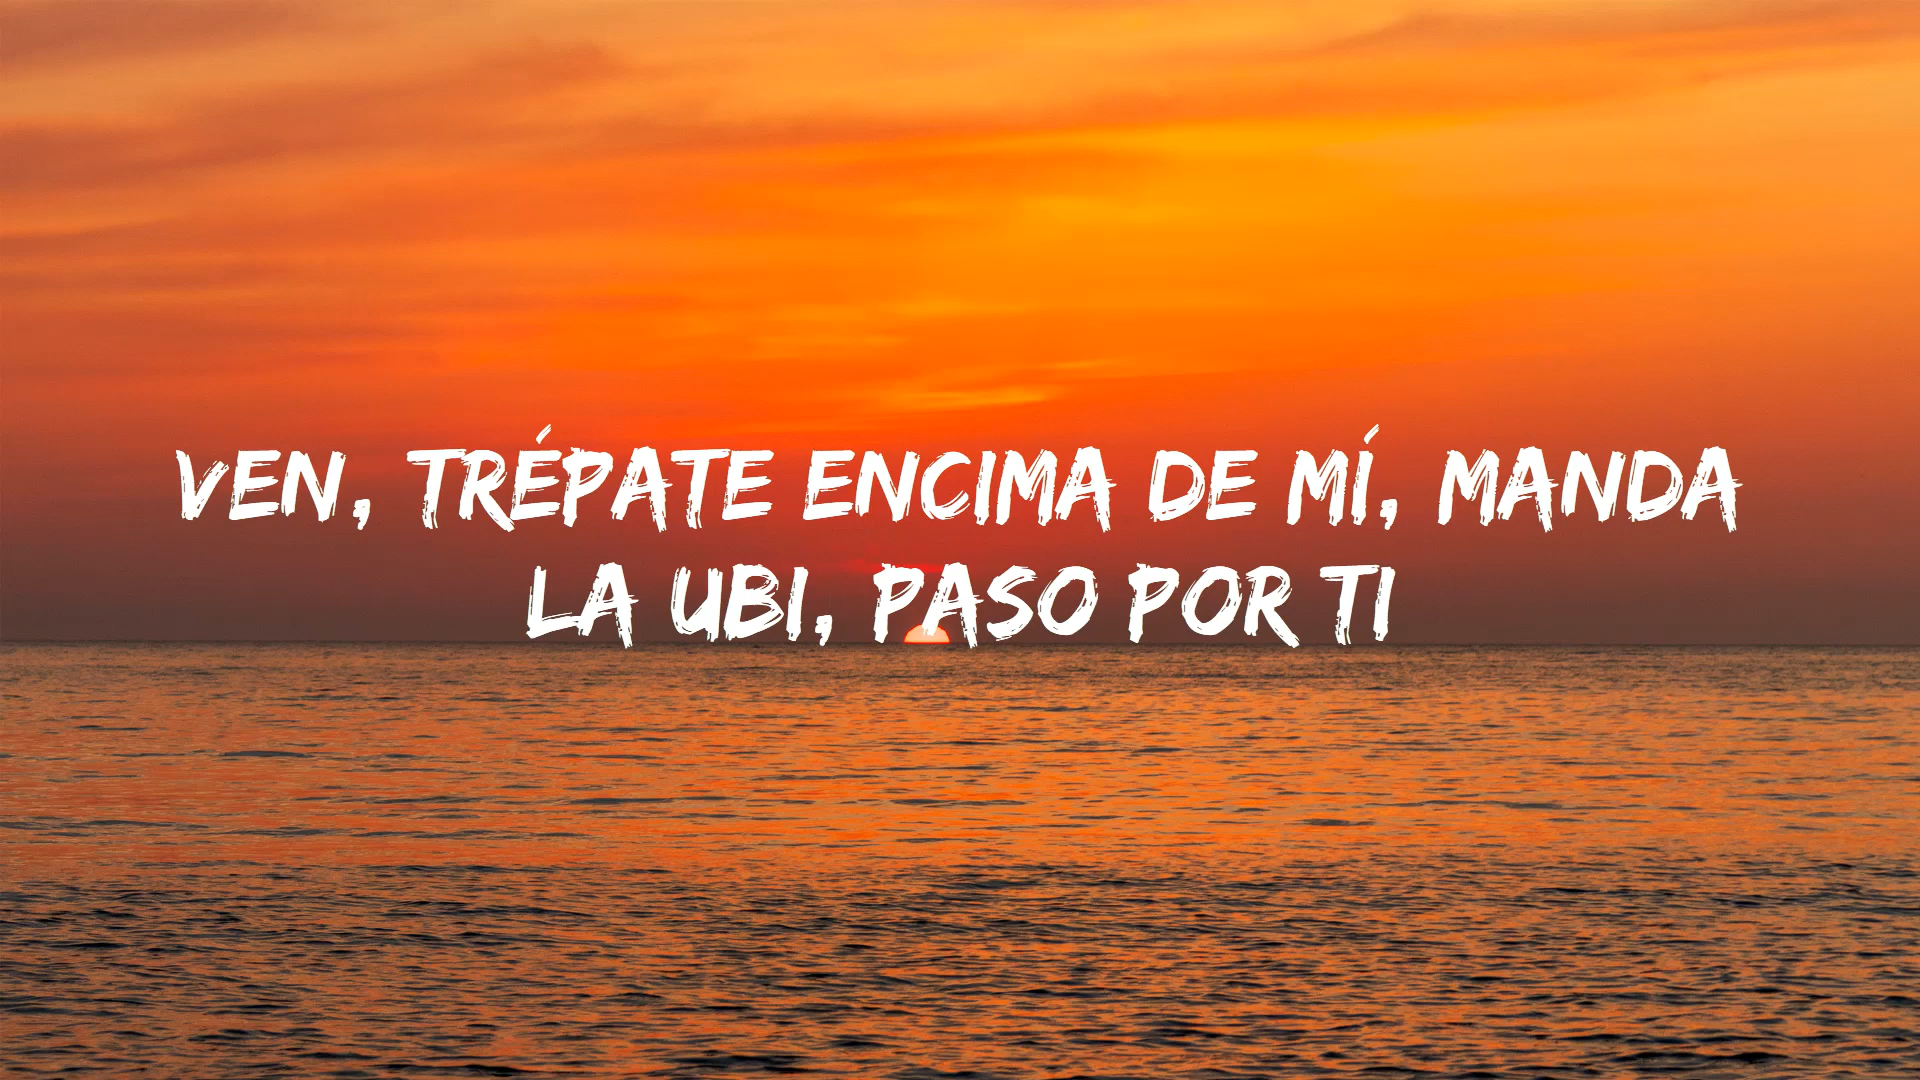 VEN, TRÉPATE ENCIMA DE MÍ, MANDA
LA UBI, PASO POR TI